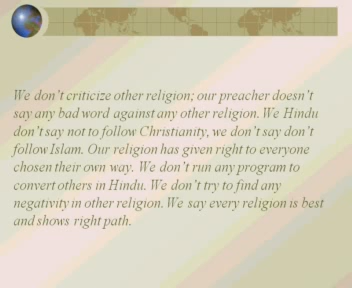 We don't criticize other religion; our preacher doesn't
say any bad word against any other religion. We Hindu
don't say not to follow Christianity, we don't say don't
follow Islam. Our religion has given right to everyone
chosen their own way. We don't run any program to
convert others in Hindu. We don't try to find any
negativity in other religion. We say every religion is best
and shows right path.